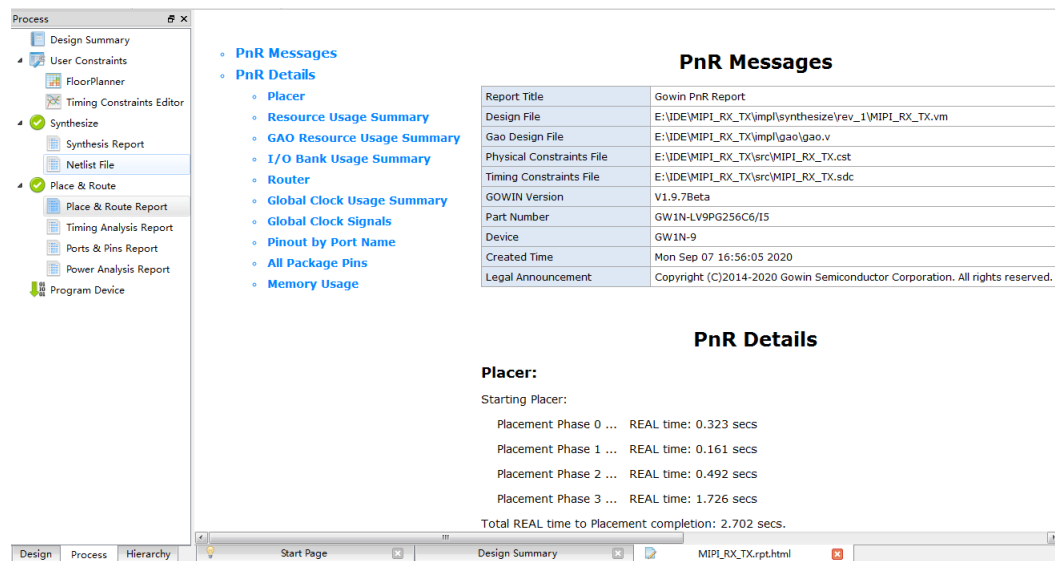 Process
Design Summary
User Constraints
FloorPlanner
Timing Constraints Editor
Synthesize
Synthesis Report
Netlist File
Place & Route
Place & Route Report
Timing Analysis Report
Ports & Pins Report
Power Analysis Report
Program Device
Design Process Hierarchy
PnR Messages
PnR Details
Placer
Resource Usage Summary
GAO Resource Usage Summary
I/O Bank Usage Summary
Router
Global Clock Usage Summary
Global Clock Signals
Pinout by Port Name
All Package Pins
Memory Usage
PnR Messages
Report Title Gowin PnR Report
Design File E:\IDE\MIPI_RX_TX\impl\synthesize\rev_1\MIPI_RX_TX.vm
Gao Design File E:\IDE\MIPI_RX_TX\impl\gao\gao.v
Physical Constraints File E:\IDE\MIPI_RX_TX\src\MIPI_RX_TX.cst
Timing Constraints File E:\IDE\MIPI_RX_TX\src\MIPI_RX_TX.sdc
GOWIN Version V1.9.7Beta
Part Number GW1N-LV9PG256C6/I5
Device GW1N-9
Created Time Mon Sep 07 16:56:05 2020
Legal Announcement Copyright (C)2014-2020 Gowin Semiconductor Corporation. All rights reserved.
PnR Details
Placer:
Starting Placer:
Placement Phase 0 ... REAL time: 0.323 secs
Placement Phase 1 ... REAL time: 0.161 secs
Placement Phase 2 ... REAL time: 0.492 secs
Placement Phase 3 ... REAL time: 1.726 secs
Total REAL time to Placement completion: 2.702 secs.
Start Page Design Summary MIPI_RX_TX.rpt.html